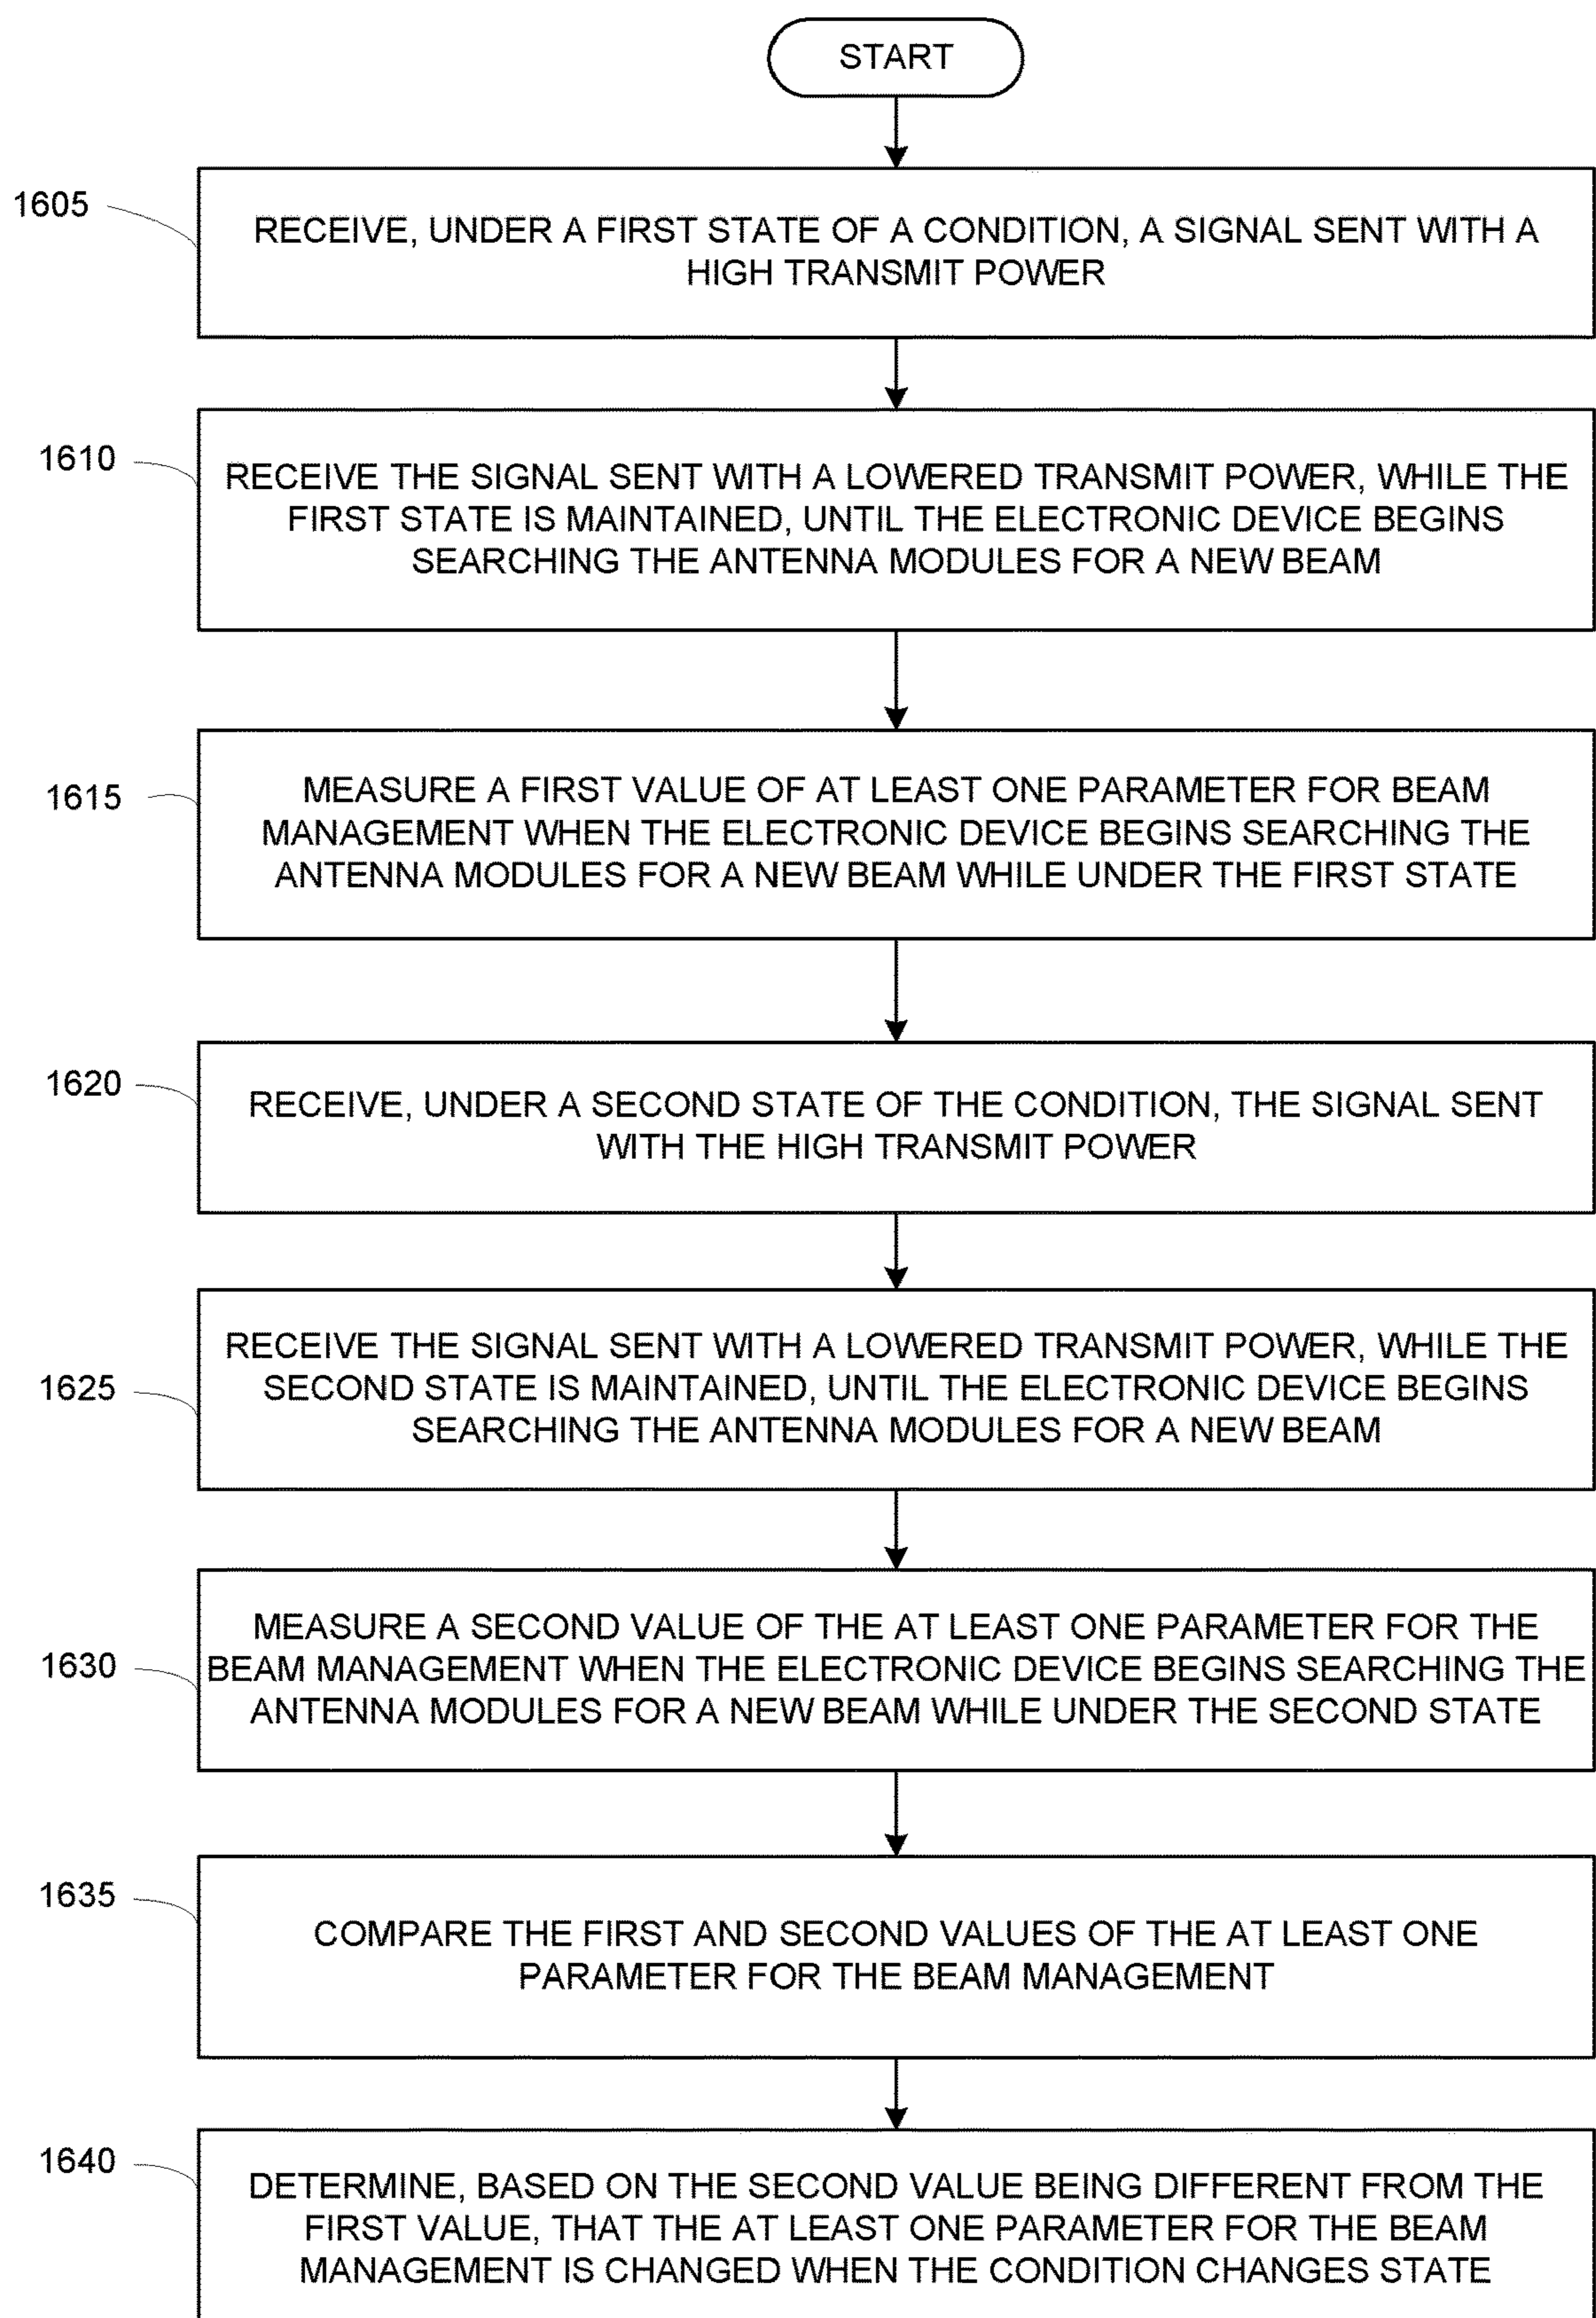 START
1605
RECEIVE, UNDER A FIRST STATE OF A CONDITION, A SIGNAL SENT WITH A
HIGH TRANSMIT POWER
1610
RECEIVE THE SIGNAL SENT WITH A LOWERED TRANSMIT POWER, WHILE THE
FIRST STATE IS MAINTAINED, UNTIL THE ELECTRONIC DEVICE BEGINS
SEARCHING THE ANTENNA MODULES FOR A NEW BEAM
1615
MEASURE A FIRST VALUE OF AT LEAST ONE PARAMETER FOR BEAM
MANAGEMENT WHEN THE ELECTRONIC DEVICE BEGINS SEARCHING THE
ANTENNA MODULES FOR A NEW BEAM WHILE UNDER THE FIRST STATE
1620
RECEIVE, UNDER A SECOND STATE OF THE CONDITION, THE SIGNAL SENT
WITH THE HIGH TRANSMIT POWER
1625
RECEIVE THE SIGNAL SENT WITH A LOWERED TRANSMIT POWER, WHILE THE
SECOND STATE IS MAINTAINED, UNTIL THE ELECTRONIC DEVICE BEGINS
SEARCHING THE ANTENNA MODULES FOR A NEW BEAM
1630
MEASURE A SECOND VALUE OF THE AT LEAST ONE PARAMETER FOR THE
BEAM MANAGEMENT WHEN THE ELECTRONIC DEVICE BEGINS SEARCHING THE
ANTENNA MODULES FOR A NEW BEAM WHILE UNDER THE SECOND STATE
1635
COMPARE THE FIRST AND SECOND VALUES OF THE AT LEAST ONE
PARAMETER FOR THE BEAM MANAGEMENT
1640
DETERMINE, BASED ON THE SECOND VALUE BEING DIFFERENT FROM THE
FIRST VALUE, THAT THE AT LEAST ONE PARAMETER FOR THE BEAM
MANAGEMENT IS CHANGED WHEN THE CONDITION CHANGES STATE